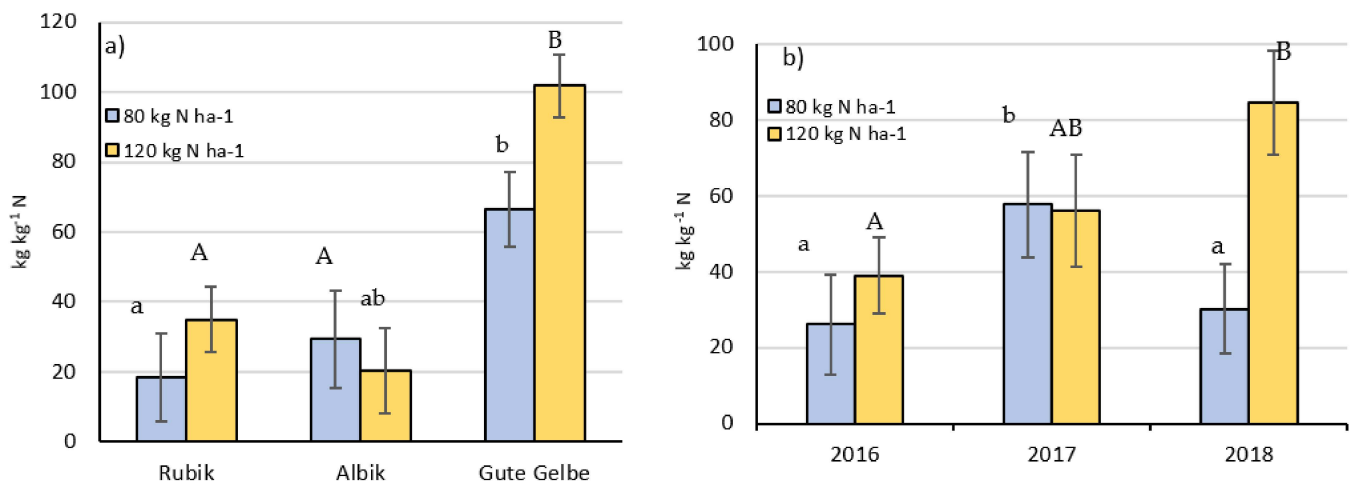 a)
120
100
80
60
40
20
0
kg kg⁻¹ N
80 kg N ha-1
120 kg N ha-1
a
A
A
ab
b
B
Rubik
Albik
Gute Gelbe
b)
100
80
60
40
20
0
kg kg⁻¹ N
80 kg N ha-1
120 kg N ha-1
a
A
b
AB
a
B
2016
2017
2018